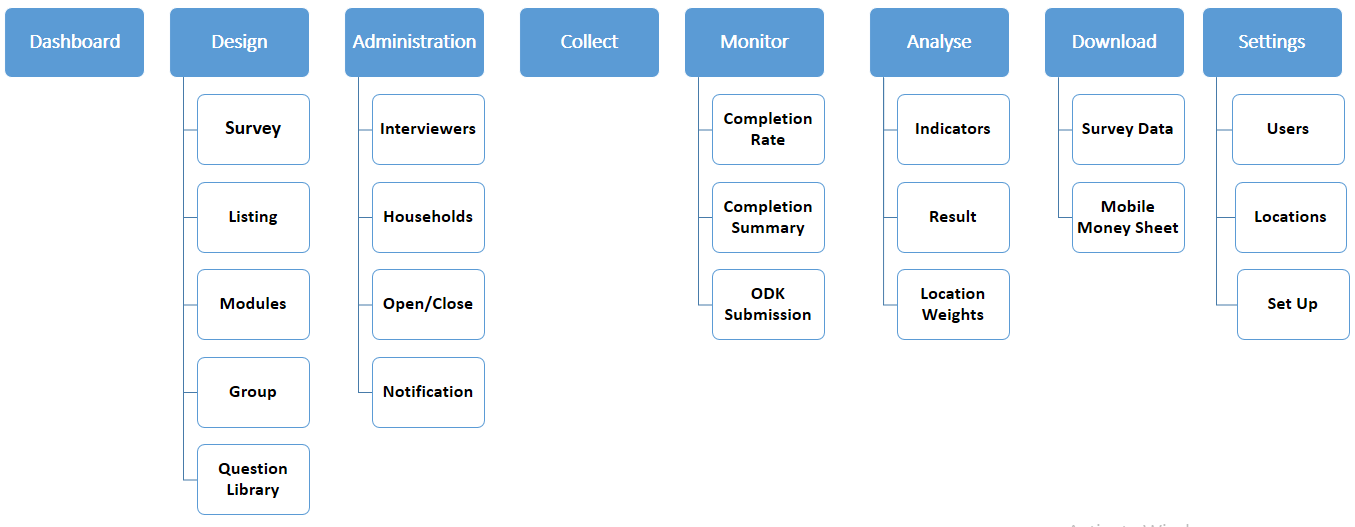 Dashboard
Design
Administration
Collect
Monitor
Analyse
Download
Settings
Survey
Listing
Modules
Group
Question
Library
Interviewers
Households
Open/Close
Notification
Completion
Rate
Completion
Summary
ODK
Submission
Indicators
Result
Location
Weights
Survey Data
Mobile
Money Sheet
Users
Locations
Set Up